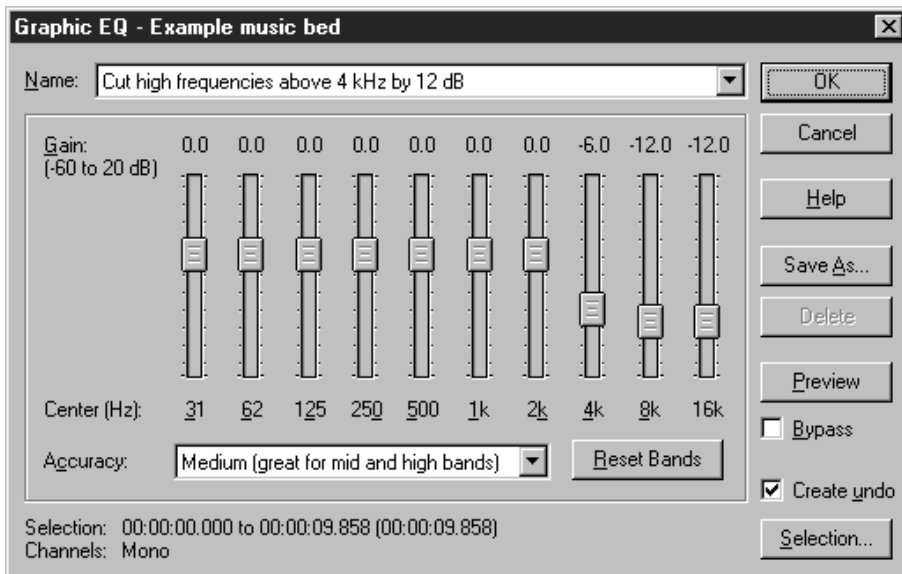 Graphic EQ - Example music bed
Name: Cut high frequencies above 4 kHz by 12 dB
OK
Gain: 0.0 0.0 0.0 0.0 0.0 0.0 0.0 -6.0 -12.0 -12.0
(-60 to 20 dB)
Cancel
Help
Save As...
Delete
Preview
Center (Hz): 31 62 125 250 500 1k 2k 4k 8k 16k
Bypass
Accuracy: Medium (great for mid and high bands) Reset Bands
Create undo
Selection: 00:00:00.000 to 00:00:09.858 (00:00:09.858)
Channels: Mono
Selection...